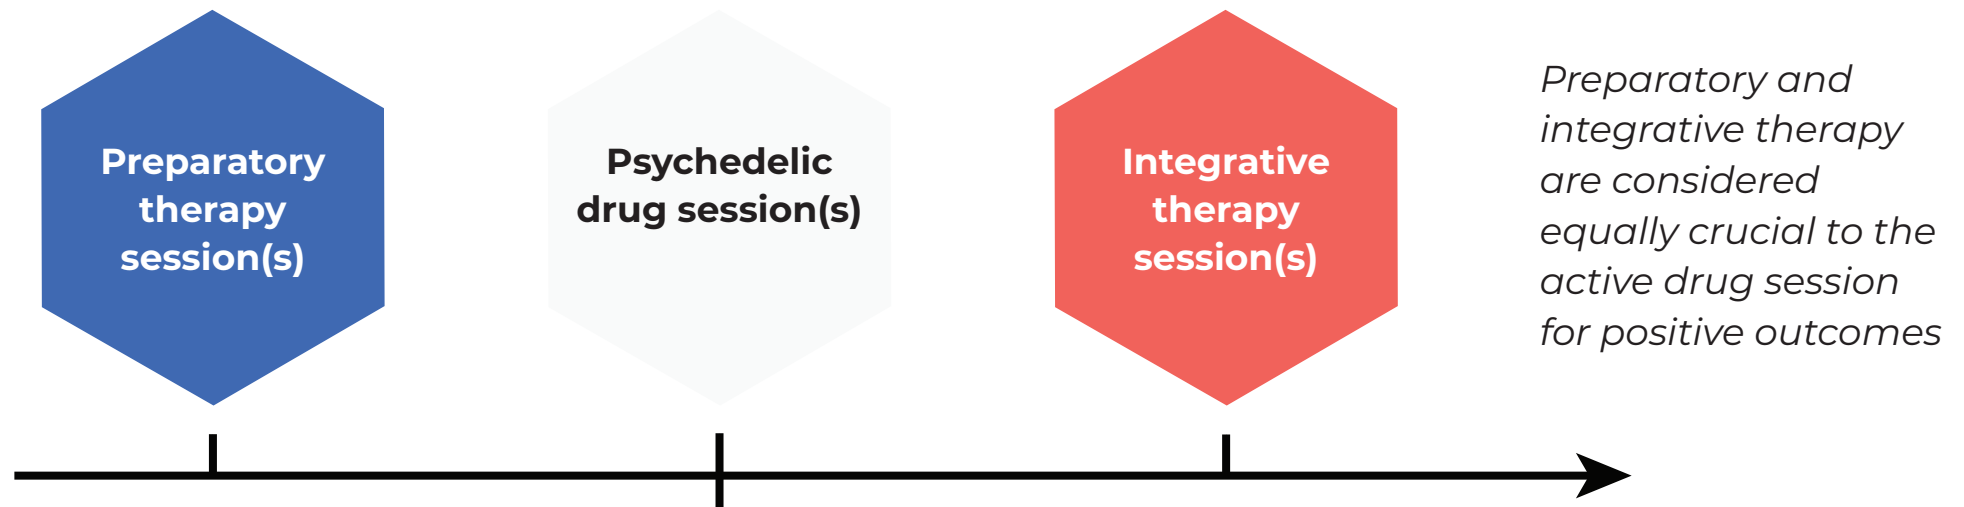 Preparatory
therapy
session(s)
Psychedelic
drug session(s)
Integrative
therapy
session(s)
Preparatory and
integrative therapy
are considered
equally crucial to the
active drug session
for positive outcomes